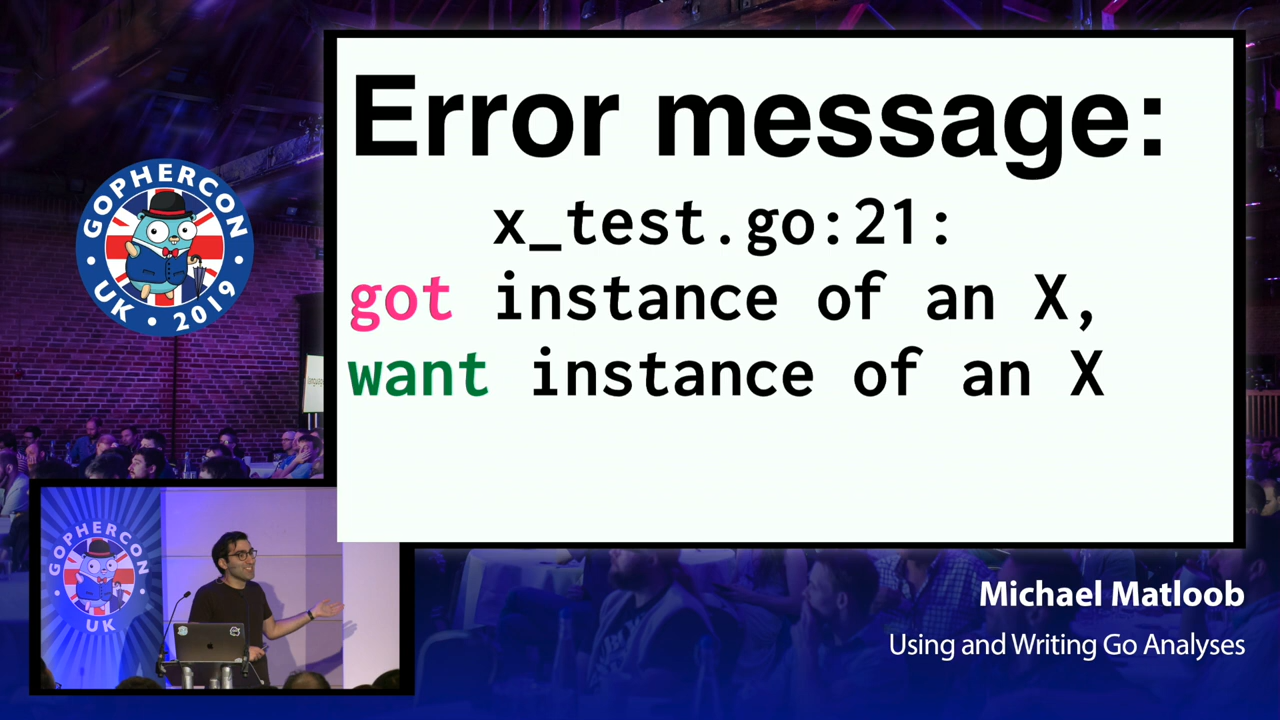 Error message:
x_test.go:21:
got instance of an X,
want instance of an X
GOPHERCON
UK • 2019
GOPHERCON
UK
Michael Matloob
Using and Writing Go Analyses